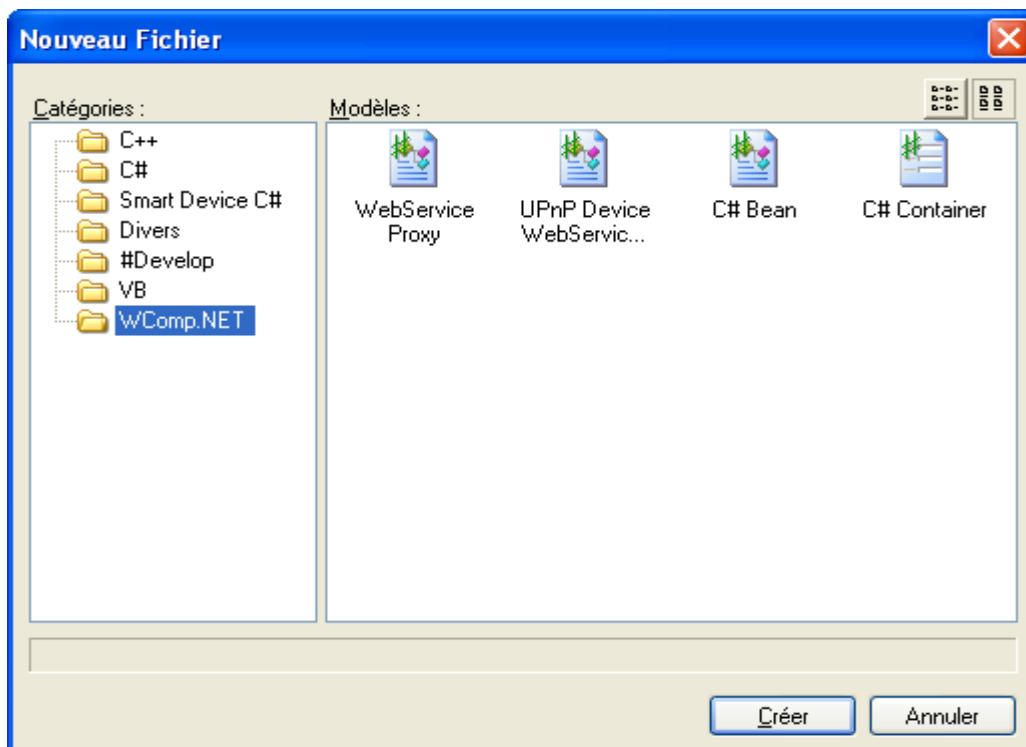 Nouveau Fichier
Catégories :
Modèles :
C++
C#
Smart Device C#
Divers
#Develop
VB
WComp.NET
WebService
Proxy
UPnP Device
WebServic...
C# Bean
C# Container
Créer
Annuler